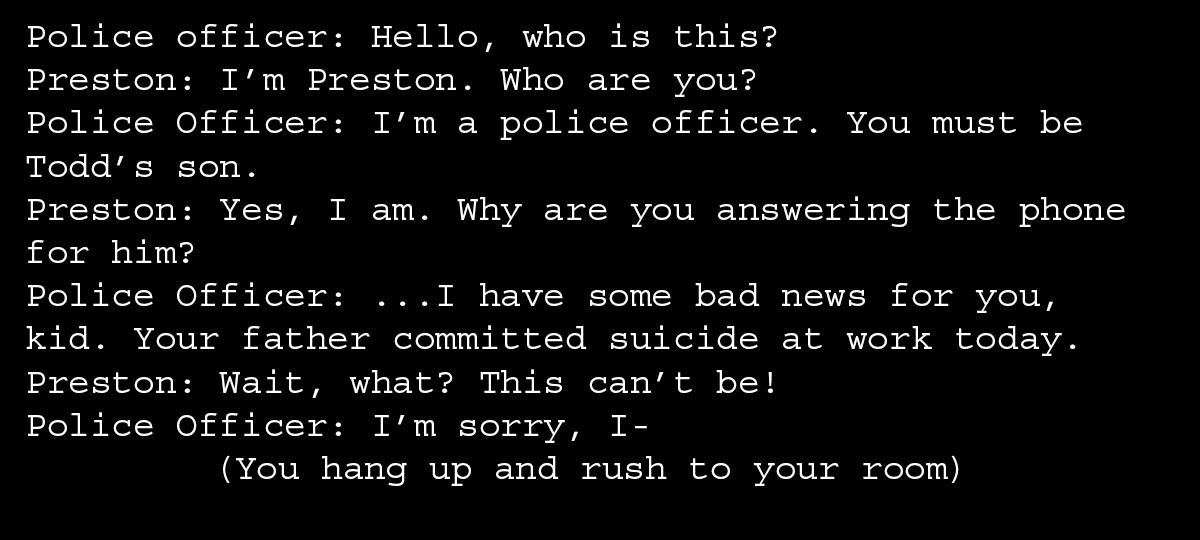 Police officer: Hello, who is this?
Preston: I’m Preston. Who are you?
Police Officer: I’m a police officer. You must be
Todd’s son.
Preston: Yes, I am. Why are you answering the phone
for him?
Police Officer: ...I have some bad news for you,
kid. Your father committed suicide at work today.
Preston: Wait, what? This can’t be!
Police Officer: I’m sorry, I-
(You hang up and rush to your room)